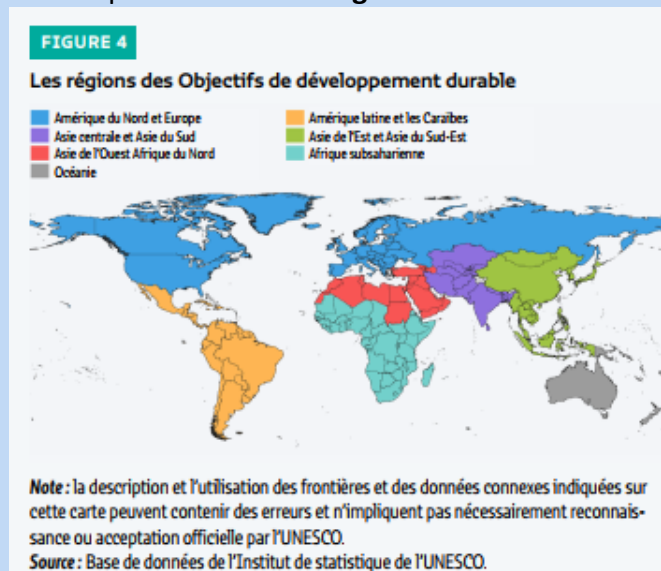 FIGURE 4
Les régions des Objectifs de développement durable
Amérique du Nord et Europe
Asie centrale et Asie du Sud
Asie de l'Ouest Afrique du Nord
Océanie
Amérique latine et les Caraïbes
Asie de l'Est et Asie du Sud-Est
Afrique subsaharienne
Note : la description et l'utilisation des frontières et des données connexes indiquées sur
cette carte peuvent contenir des erreurs et n'impliquent pas nécessairement reconnais-
sance ou acceptation officielle par l'UNESCO.
Source : Base de données de l'Institut de statistique de l'UNESCO.